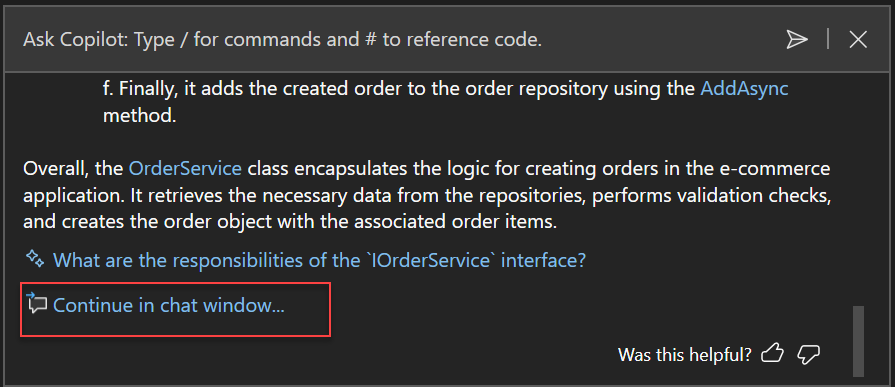 Ask Copilot: Type / for commands and # to reference code.
f. Finally, it adds the created order to the order repository using the AddAsync
method.
Overall, the OrderService class encapsulates the logic for creating orders in the e-commerce
application. It retrieves the necessary data from the repositories, performs validation checks,
and creates the order object with the associated order items.
What are the responsibilities of the `IOrderService` interface?
Continue in chat window...
Was this helpful?